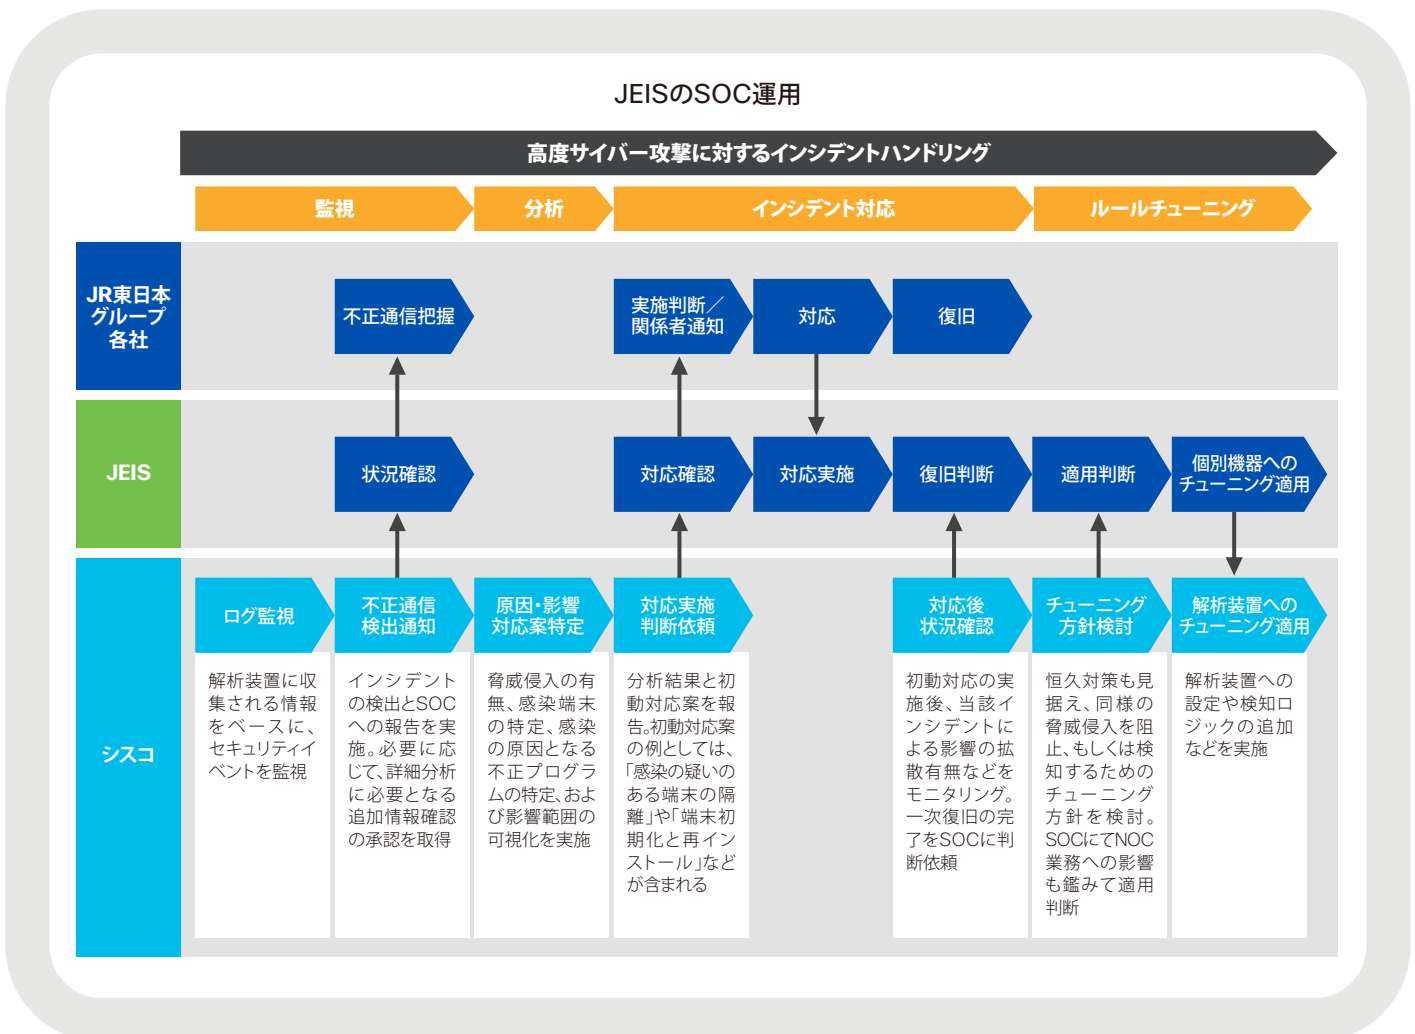 JEISのSOC運用
高度サイバー攻撃に対するインシデントハンドリング
監視
分析
インシデント対応
ルールチューニング
JR東日本
グループ
各社
不正通信把握
実施判断／
関係者通知
対応
復旧
JEIS
状況確認
対応確認
対応実施
復旧判断
適用判断
個別機器への
チューニング適用
シスコ
ログ監視
不正通信
検出通知
原因・影響
対応案特定
対応実施
判断依頼
対応後
状況確認
チューニング
方針検討
解析装置への
チューニング適用
解析装置に収
集される情報
をベースに、
セキュリティイ
ベントを監視
インシデント
の検出とSOC
への報告を実
施。必要に応
じて、詳細分析
に必要となる
追加情報確認
の承認を取得
脅威侵入の有
無、感染端末
の特定、感染
の原因となる
不正プログラ
ムの特定、およ
び影響範囲の
可視化を実施
分析結果と初
動対応案を報
告。初動対応案
の例としては、
「感染の疑いの
ある端末の隔
離」や「端末初
期化と再イン
ストール」など
が含まれる
初動対応の実
施後、当該イ
ンシデントに
よる影響の拡
散有無などを
モニタリング。
一次復旧の完
了をSOCに判
断依頼
恒久対策も見
据え、同様の
脅威侵入を阻
止、もしくは検
知するための
チューニング
方針を検討。
SOCにてNOC
業務への影響
も鑑みて適用
判断
解析装置への
設定や検知ロ
ジックの追加
などを実施